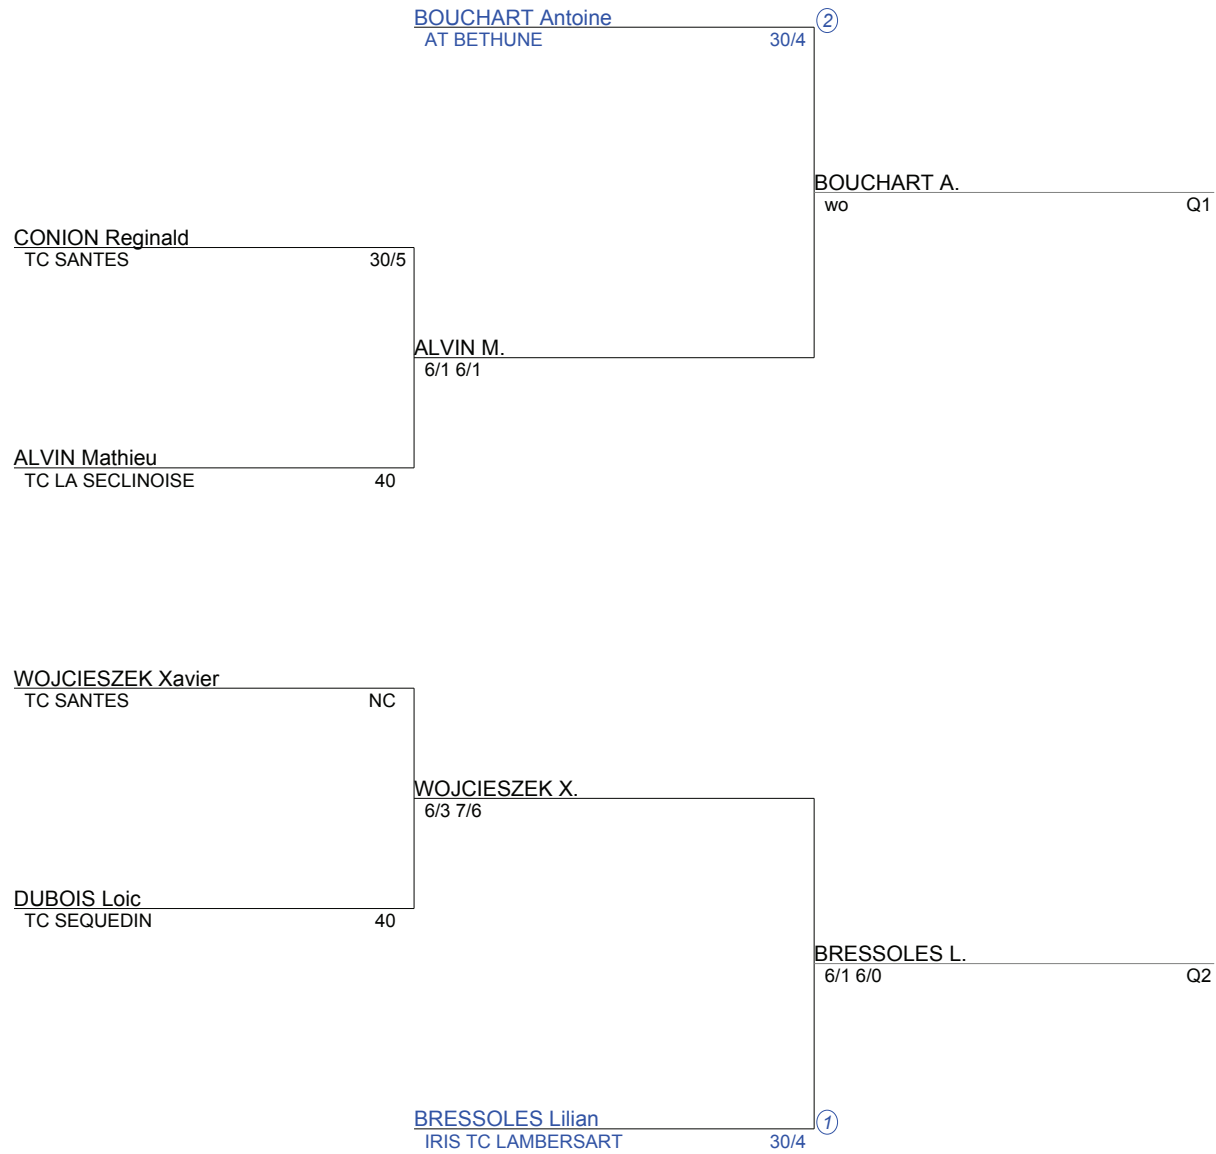 BOUCHART Antoine 2
AT BETHUNE 30/4
BOUCHART A.
wo Q1
CONION Reginald
TC SANTES 30/5
ALVIN M.
6/1 6/1
ALVIN Mathieu
TC LA SECLINOISE 40
WOJCIESZEK Xavier
TC SANTES NC
WOJCIESZEK X.
6/3 7/6
DUBOIS Loic
TC SEQUEDIN 40
BRESSOLES L.
6/1 6/0 Q2
BRESSOLES Lilian 1
IRIS TC LAMBERSART 30/4